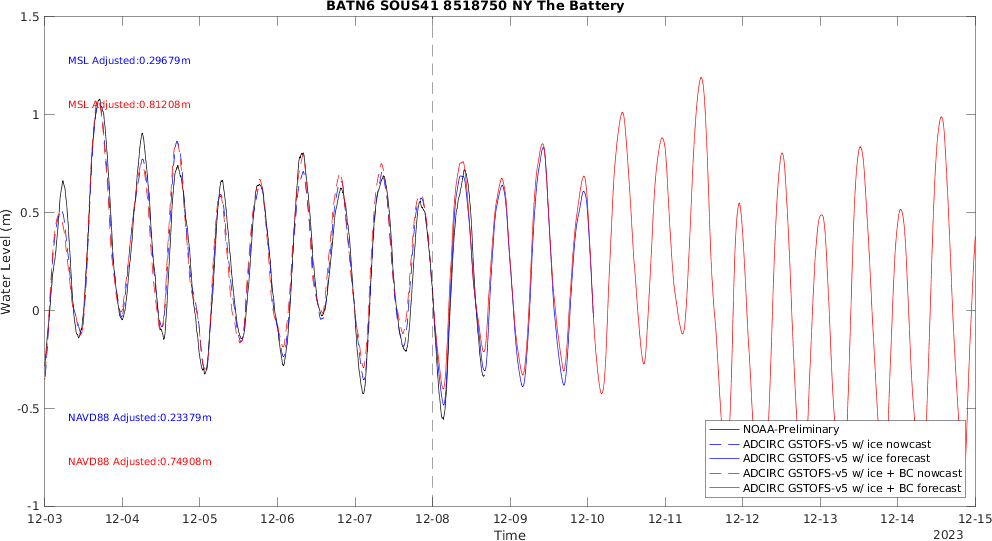 BATN6 SOUS41 8518750 NY The Battery
1.5
MSL Adjusted:0.29679m
MSL Adjusted:0.81208m
1
0.5
0
-0.5
-1
Water Level (m)
NAVD88 Adjusted:0.23379m
NAVD88 Adjusted:0.74908m
NOAA-Preliminary
ADCIRC GSTOFS-v5 w/ ice nowcast
ADCIRC GSTOFS-v5 w/ ice forecast
ADCIRC GSTOFS-v5 w/ ice + BC nowcast
ADCIRC GSTOFS-v5 w/ ice + BC forecast
12-03 12-04 12-05 12-06 12-07 12-08 12-09 12-10 12-11 12-12 12-13 12-14 12-15
Time
2023